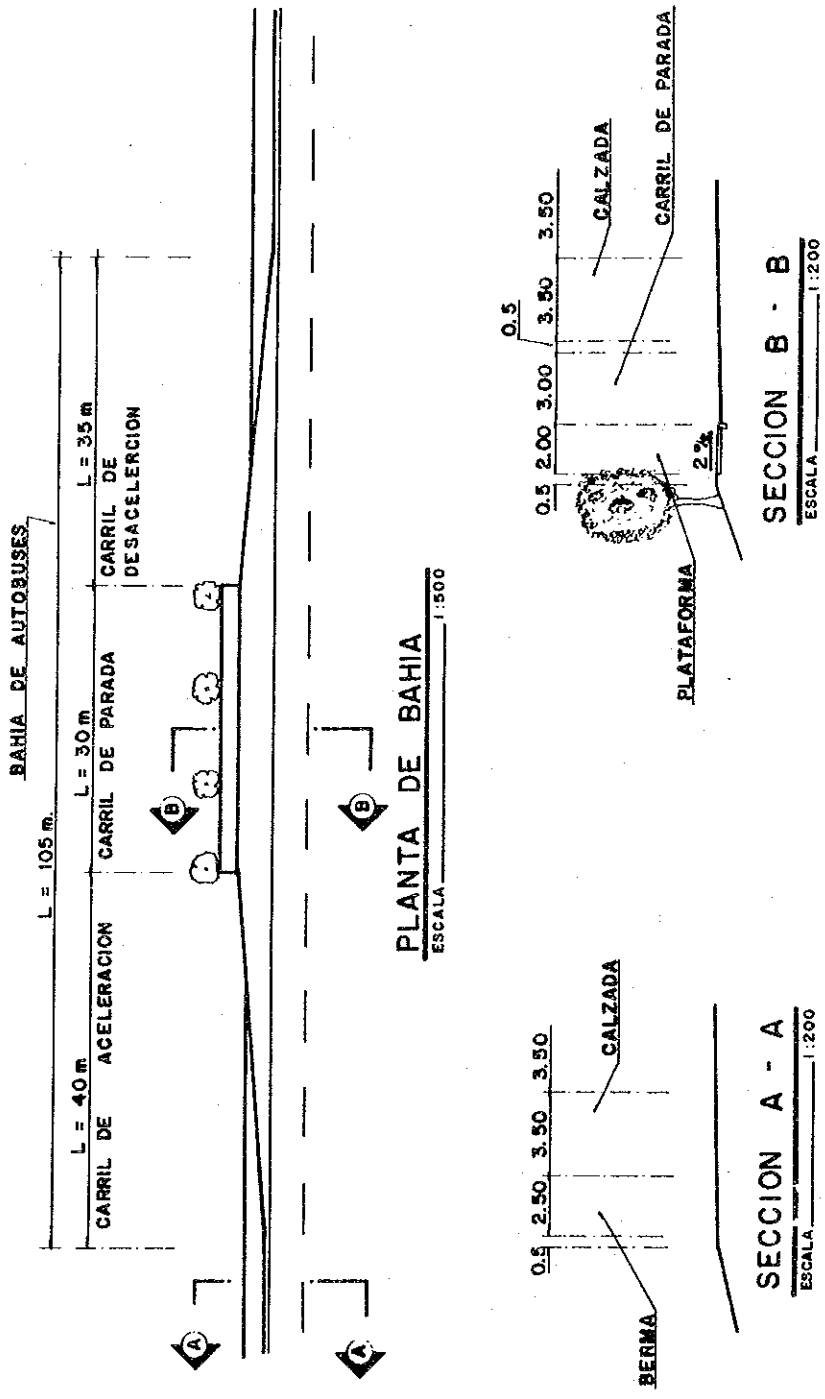 BAHIA DE AUTOBUSES
L = 105 m.
L = 40 m
L = 30 m
L = 35 m
CARRIL DE ACELERACION
CARRIL DE PARADA
CARRIL DE
DESACELERCION
A
A
B
B
PLANTA DE BAHIA
ESCALA 1:500
0.5 2.50 3.50 3.50
BERMA
CALZADA
SECCION A - A
ESCALA 1:200
0.5
0.5 2.00 3.00 3.50 3.50
CALZADA
CARRIL DE PARADA
PLATAFORMA
2%
SECCION B - B
ESCALA 1:200